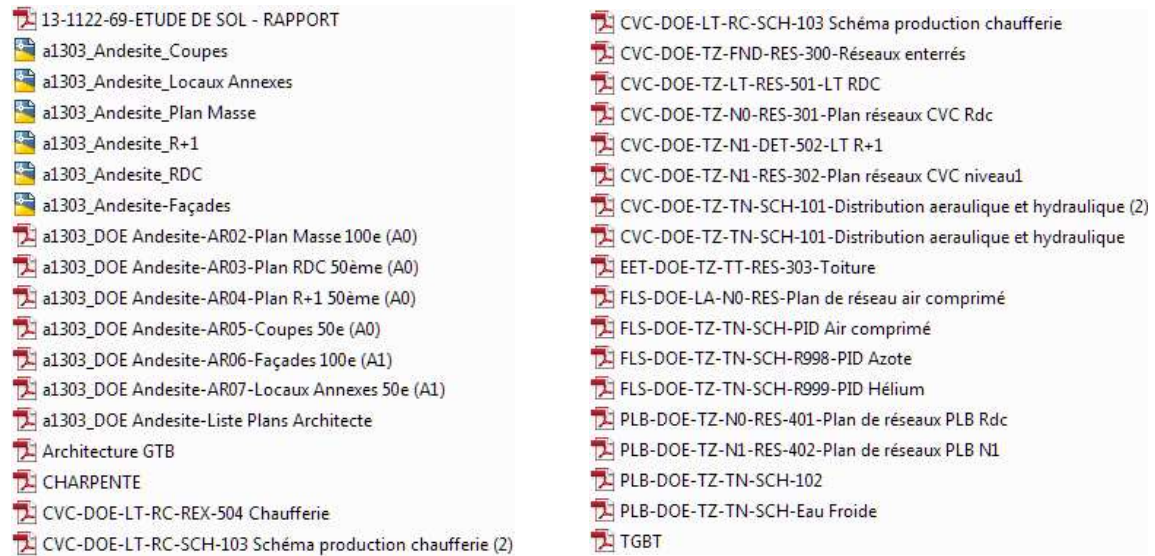 13-1122-69-ETUDE DE SOL - RAPPORT
a1303_Andesite_Coupes
a1303_Andesite_Locaux Annexes
a1303_Andesite_Plan Masse
a1303_Andesite_R+1
a1303_Andesite_RDC
a1303_Andesite-Façades
a1303_DOE Andesite-AR02-Plan Masse 100e (A0)
a1303_DOE Andesite-AR03-Plan RDC 50ème (A0)
a1303_DOE Andesite-AR04-Plan R+1 50ème (A0)
a1303_DOE Andesite-AR05-Coupes 50e (A0)
a1303_DOE Andesite-AR06-Façades 100e (A1)
a1303_DOE Andesite-AR07-Locaux Annexes 50e (A1)
a1303_DOE Andesite-Liste Plans Architecte
Architecture GTB
CHARPENTE
CVC-DOE-LT-RC-REX-504 Chaufferie
CVC-DOE-LT-RC-SCH-103 Schéma production chaufferie (2)
CVC-DOE-LT-RC-SCH-103 Schéma production chaufferie
CVC-DOE-TZ-FND-RES-300-Réseaux enterrés
CVC-DOE-TZ-LT-RES-501-LT RDC
CVC-DOE-TZ-N0-RES-301-Plan réseaux CVC Rdc
CVC-DOE-TZ-N1-DET-502-LT R+1
CVC-DOE-TZ-N1-RES-302-Plan réseaux CVC niveau1
CVC-DOE-TZ-TN-SCH-101-Distribution aeraulique et hydraulique (2)
CVC-DOE-TZ-TN-SCH-101-Distribution aeraulique et hydraulique
EET-DOE-TZ-TT-RES-303-Toiture
FLS-DOE-LA-N0-RES-Plan de réseau air comprimé
FLS-DOE-TZ-TN-SCH-PID Air comprimé
FLS-DOE-TZ-TN-SCH-R998-PID Azote
FLS-DOE-TZ-TN-SCH-R999-PID Hélium
PLB-DOE-TZ-N0-RES-401-Plan de réseaux PLB Rdc
PLB-DOE-TZ-N1-RES-402-Plan de réseaux PLB N1
PLB-DOE-TZ-TN-SCH-102
PLB-DOE-TZ-TN-SCH-Eau Froide
TGBT